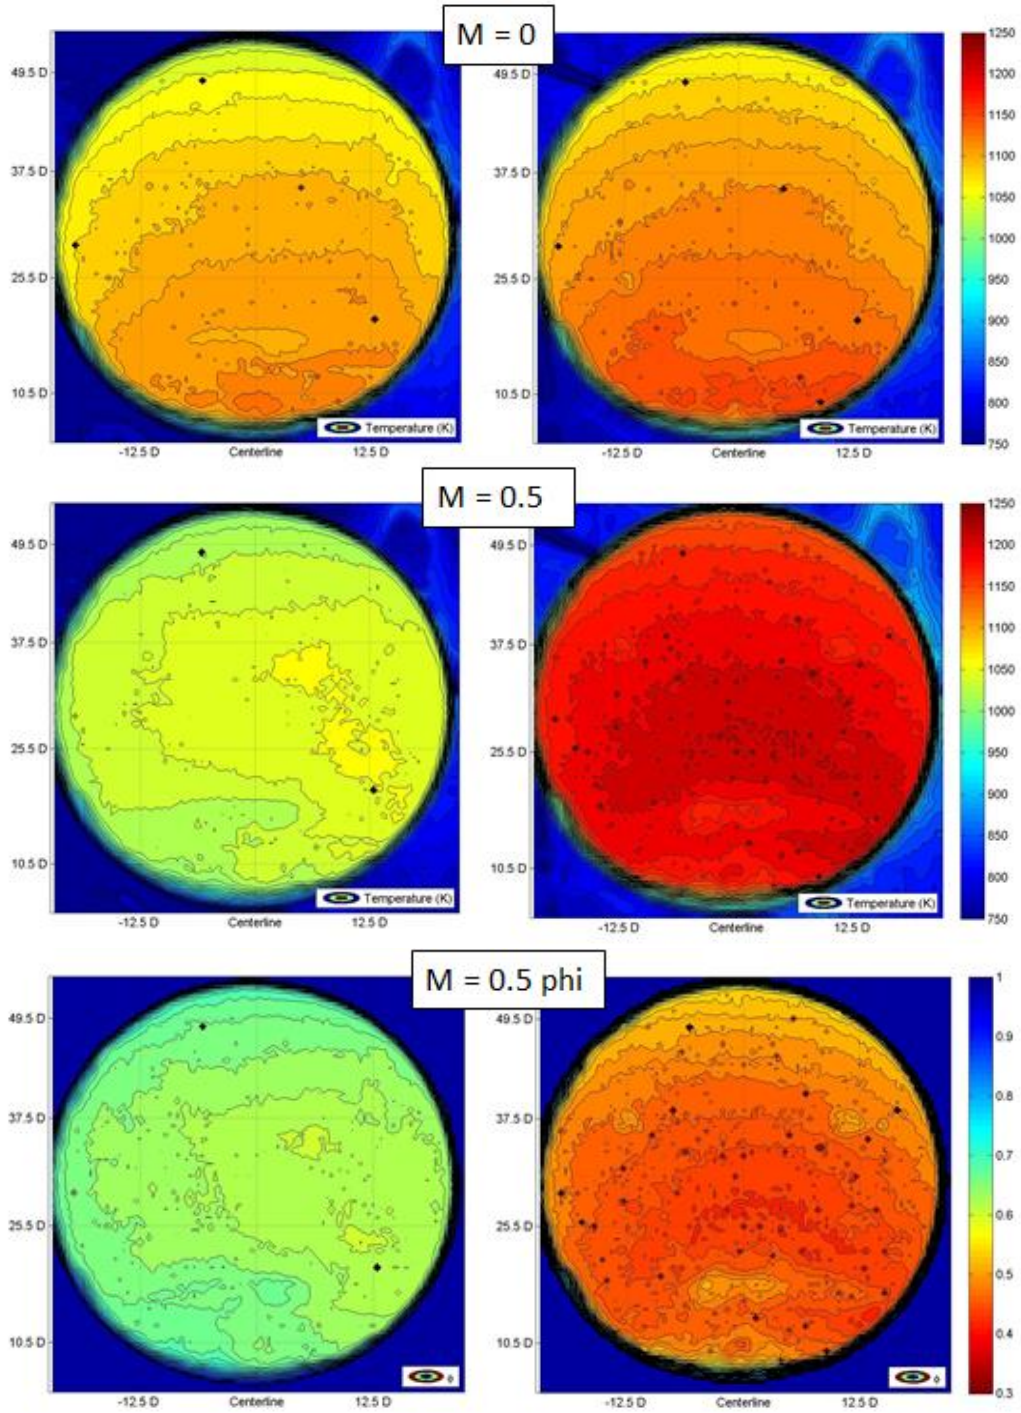 M = 0
49.5 D
37.5 D
25.5 D
10.5 D
-12.5 D Centerline 12.5 D
Temperature (K)
49.5 D
37.5 D
25.5 D
10.5 D
-12.5 D Centerline 12.5 D
Temperature (K)
1250
1200
1150
1100
1050
1000
950
900
850
800
750
M = 0.5
49.5 D
37.5 D
25.5 D
10.5 D
-12.5 D Centerline 12.5 D
Temperature (K)
49.5 D
37.5 D
25.5 D
10.5 D
-12.5 D Centerline 12.5 D
Temperature (K)
1250
1200
1150
1100
1050
1000
950
900
850
800
750
M = 0.5 phi
49.5 D
37.5 D
25.5 D
10.5 D
-12.5 D Centerline 12.5 D
ϕ
49.5 D
37.5 D
25.5 D
10.5 D
-12.5 D Centerline 12.5 D
ϕ
1
0.9
0.8
0.7
0.6
0.5
0.4
0.3